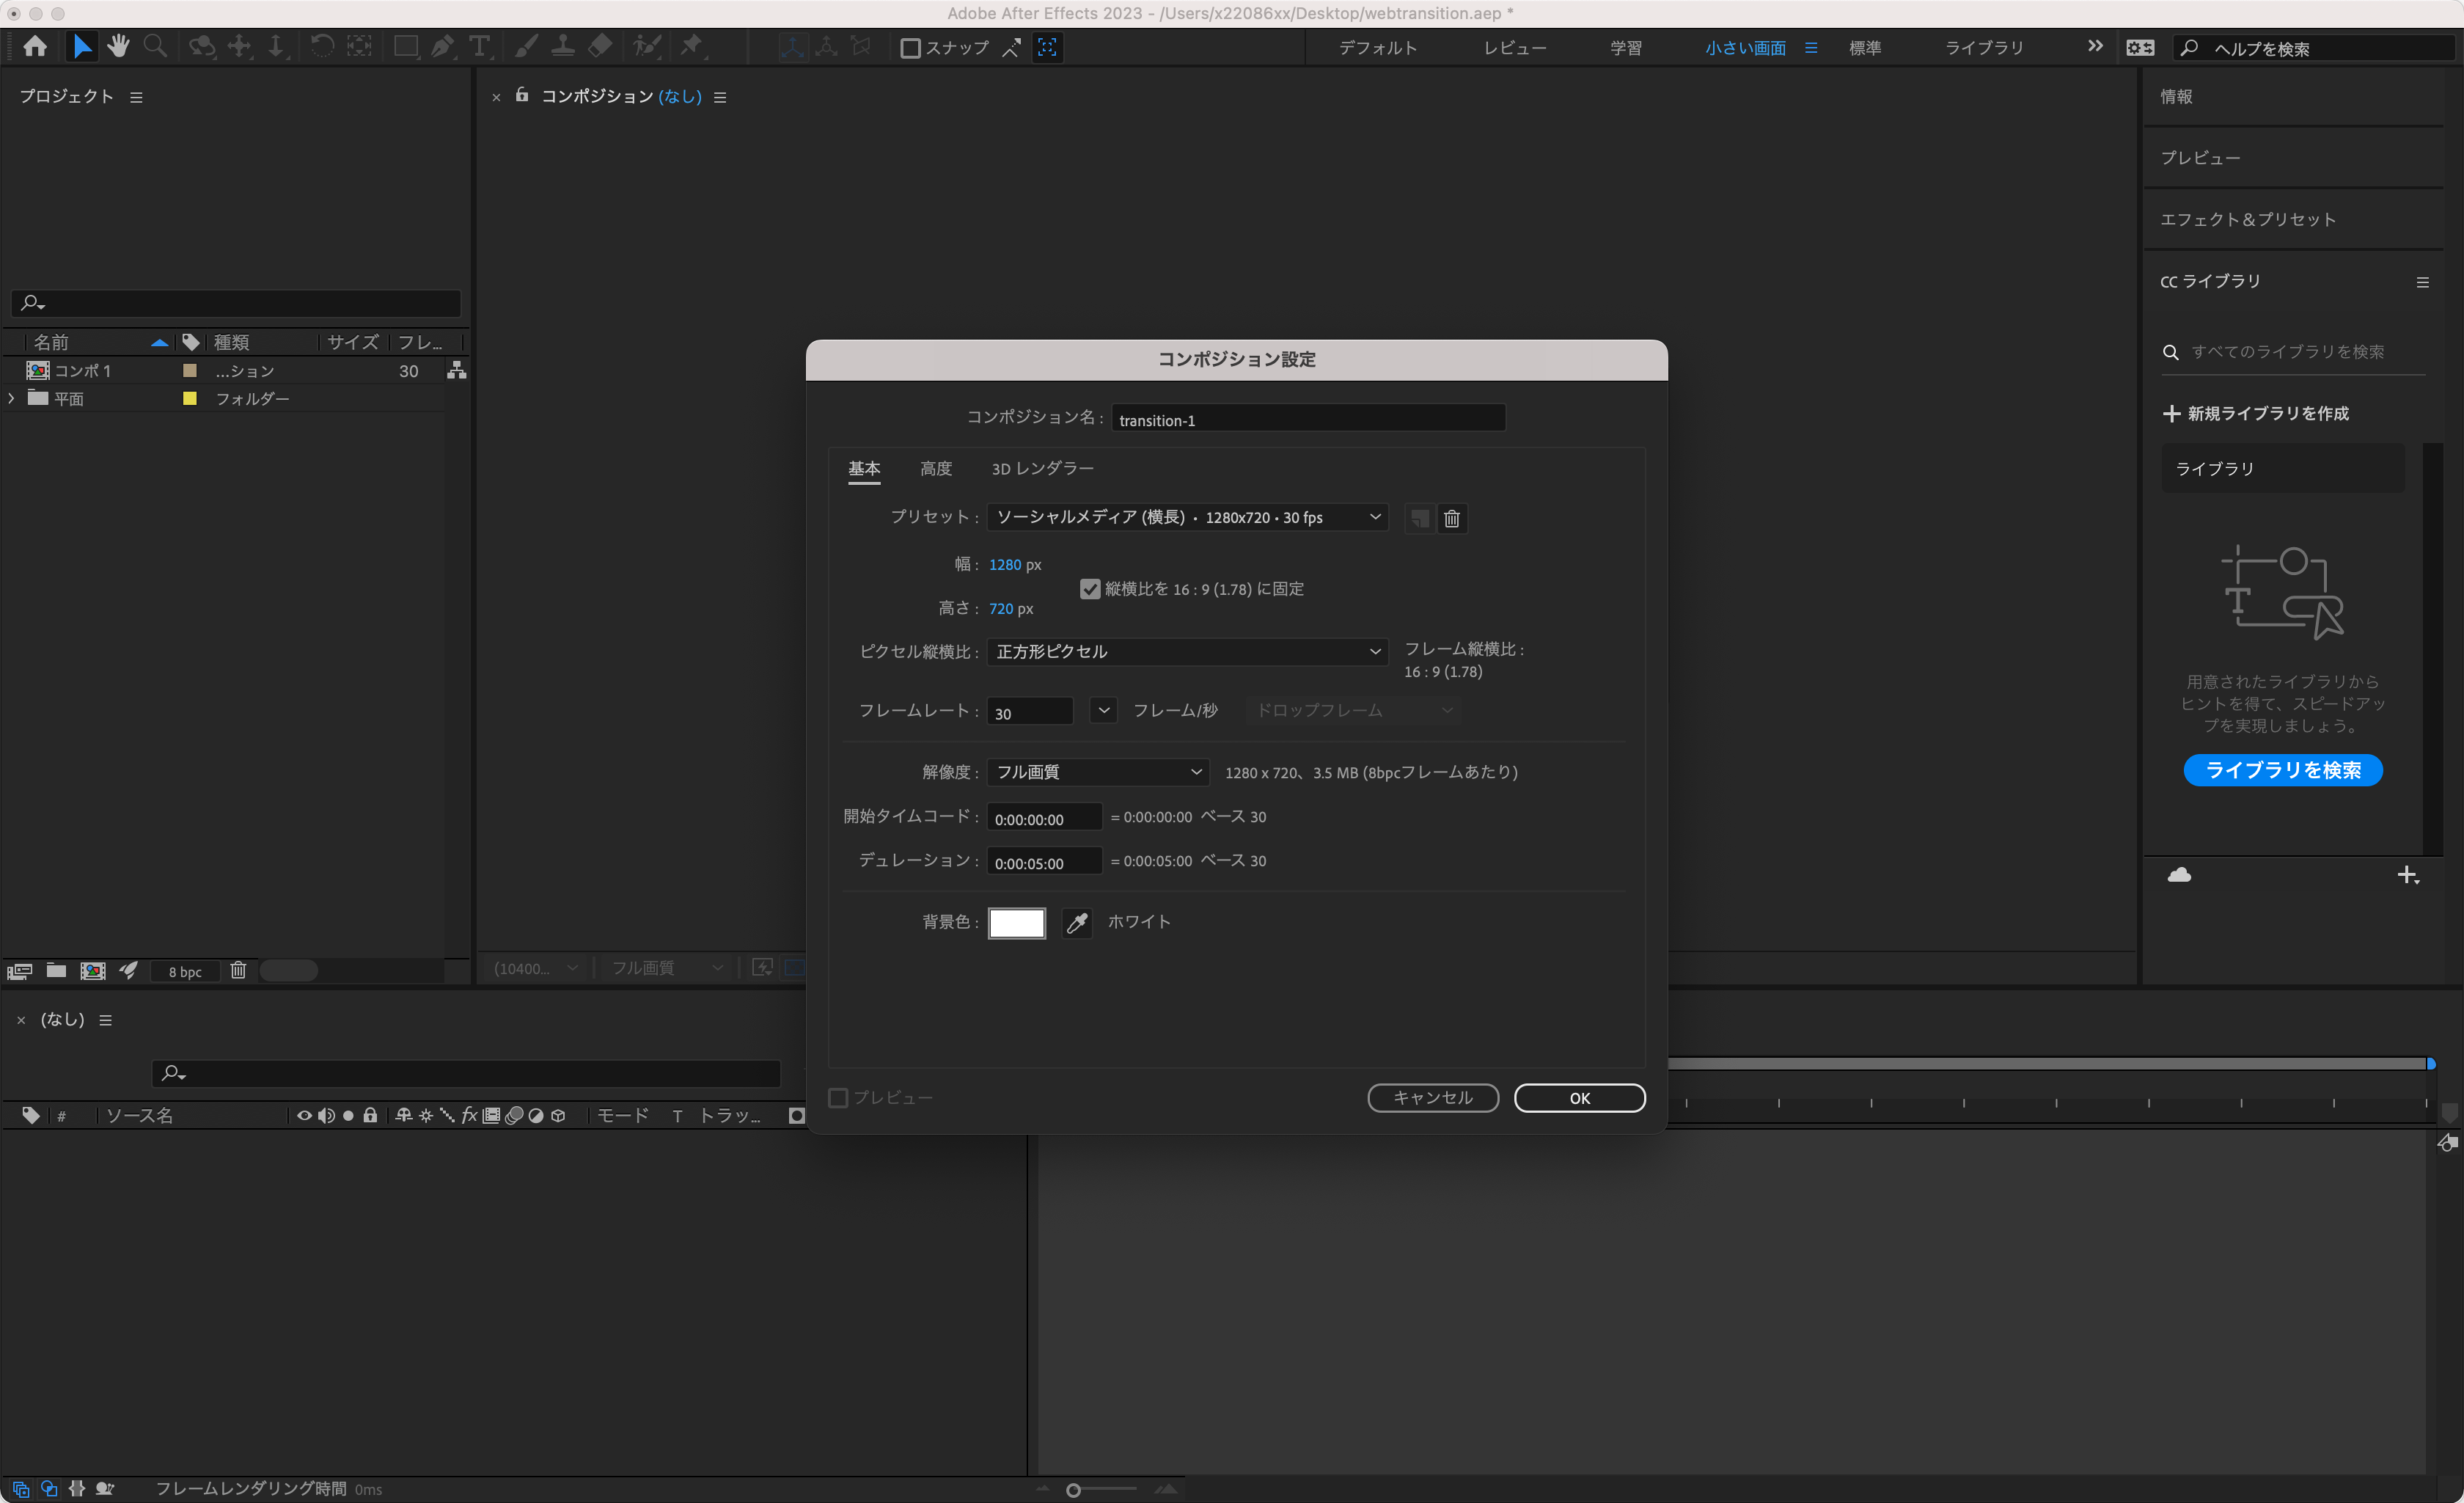 Adobe After Effects 2023 - /Users/x22086xx/Desktop/webtransition.aep *
スナップ
デフォルト
レビュー
学習
小さい画面
標準
ライブラリ
ヘルプを検索
プロジェクト
コンポジション (なし)
名前
種類
サイズ
フレ...
コンポ 1
...ション
30
平面
フォルダー
8 bpc
(10400...
フル画質
コンポジション設定
コンポジション名 :
transition-1
基本
高度
3D レンダラー
プリセット :
ソーシャルメディア (横長)・1280x720・30 fps
幅 :
1280 px
縦横比を 16 : 9 (1.78) に固定
高さ :
720 px
ピクセル縦横比 :
正方形ピクセル
フレーム縦横比 :
16 : 9 (1.78)
フレームレート :
30
フレーム/秒
ドロップフレーム
解像度 :
フル画質
1280 x 720、3.5 MB (8bpcフレームあたり)
開始タイムコード :
0:00:00:00
= 0:00:00:00 ベース 30
デュレーション :
0:00:05:00
= 0:00:05:00 ベース 30
背景色 :
ホワイト
プレビュー
キャンセル
OK
情報
プレビュー
エフェクト＆プリセット
CC ライブラリ
すべてのライブラリを検索
新規ライブラリを作成
ライブラリ
用意されたライブラリから
ヒントを得て、スピードアッ
プを実現しましょう。
ライブラリを検索
(なし)
#
ソース名
fx
モード
T
トラッ...
フレームレンダリング時間 0ms